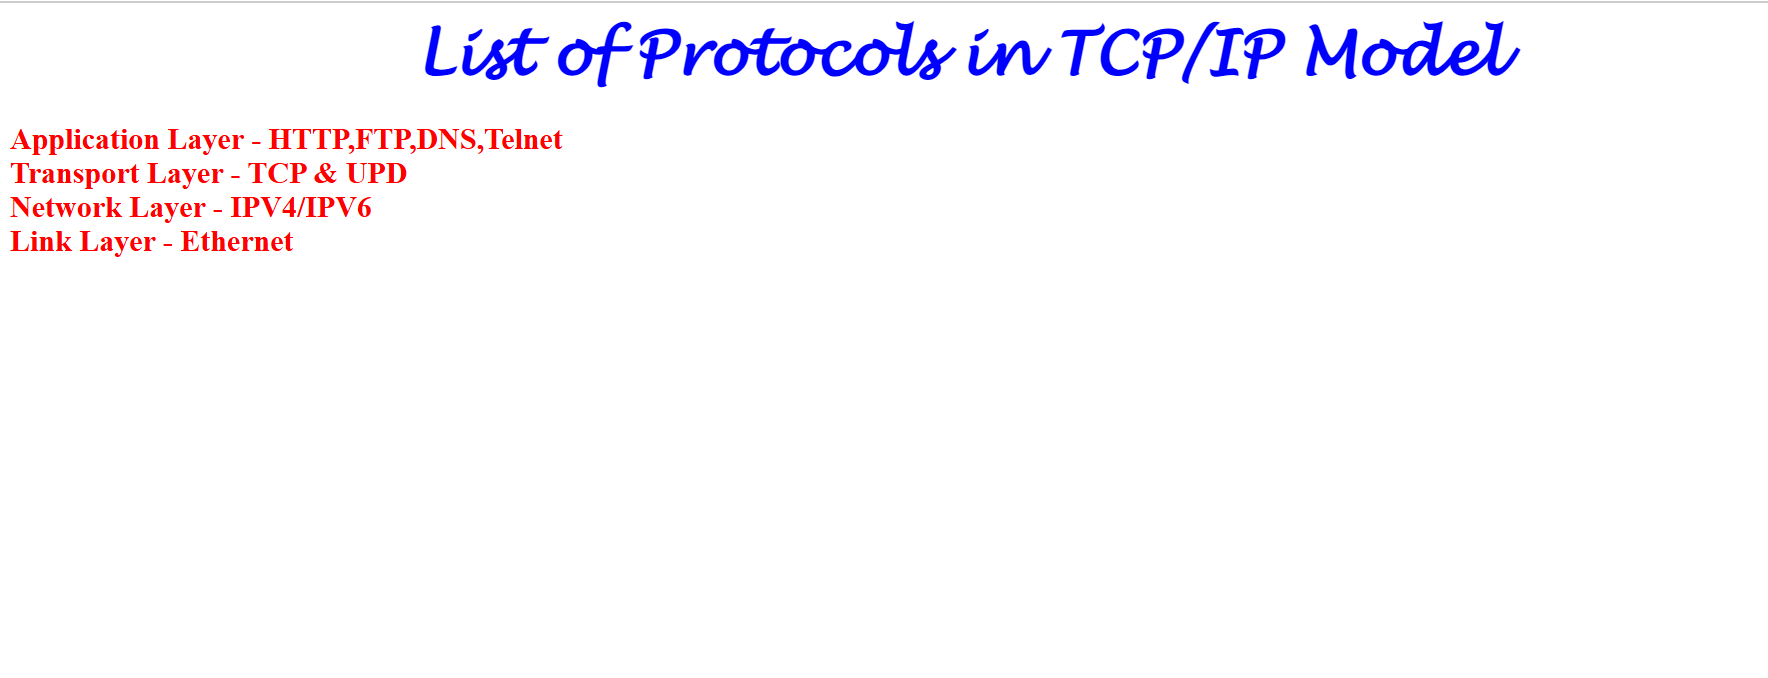 List of Protocols in TCP/IP Model
Application Layer - HTTP,FTP,DNS,Telnet
Transport Layer - TCP & UPD
Network Layer - IPV4/IPV6
Link Layer - Ethernet